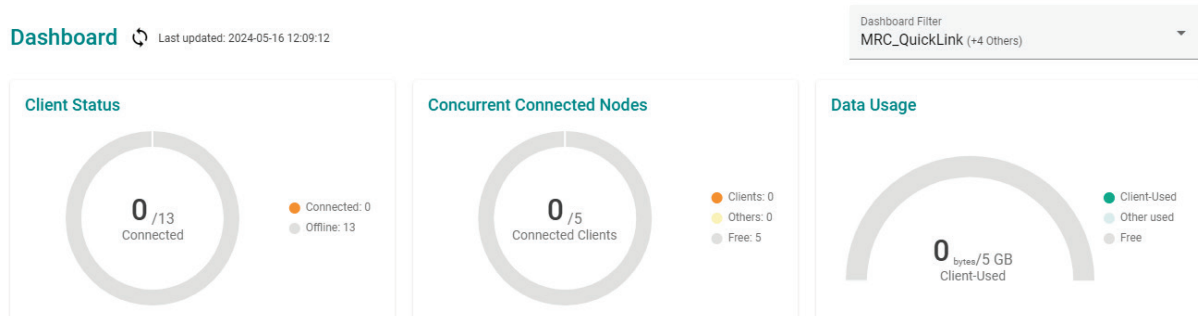 Dashboard Last updated: 2024-05-16 12:09:12
Dashboard Filter
MRC_QuickLink (+4 Others)
Client Status
0/13
Connected
Connected: 0
Offline: 13
Concurrent Connected Nodes
0/5
Connected Clients
Clients: 0
Others: 0
Free: 5
Data Usage
0 bytes/5 GB
Client-Used
Client-Used
Other used
Free